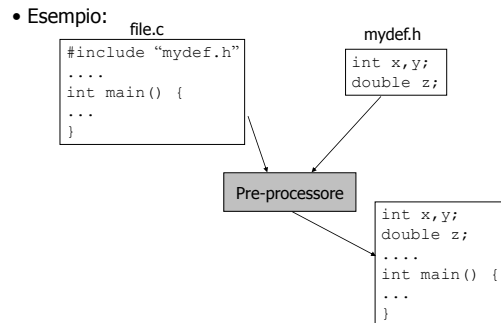 • Esempio:
file.c
#include “mydef.h”
....
int main() {
...
}
mydef.h
int x,y;
double z;
Pre-processore
int x,y;
double z;
....
int main() {
...
}